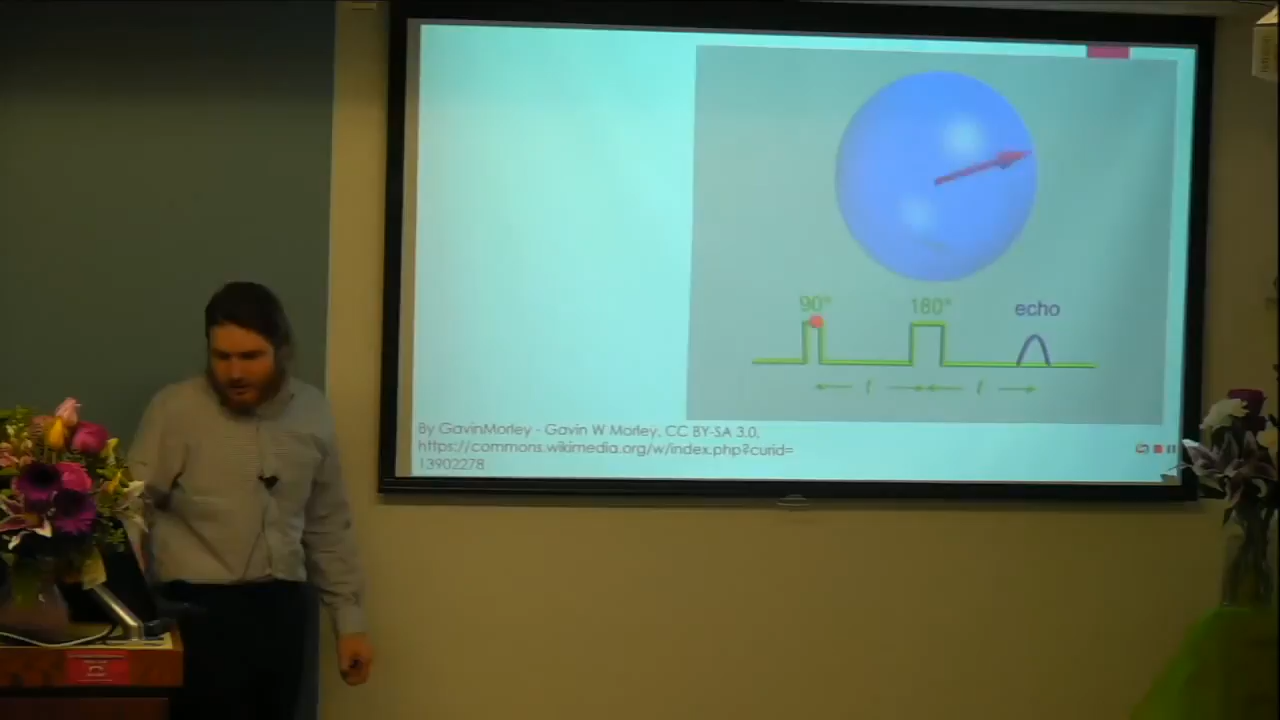 90° 180° echo
t t
By GavinMorley - Gavin W Morley, CC BY-SA 3.0,
https://commons.wikimedia.org/w/index.php?curid=
13902278